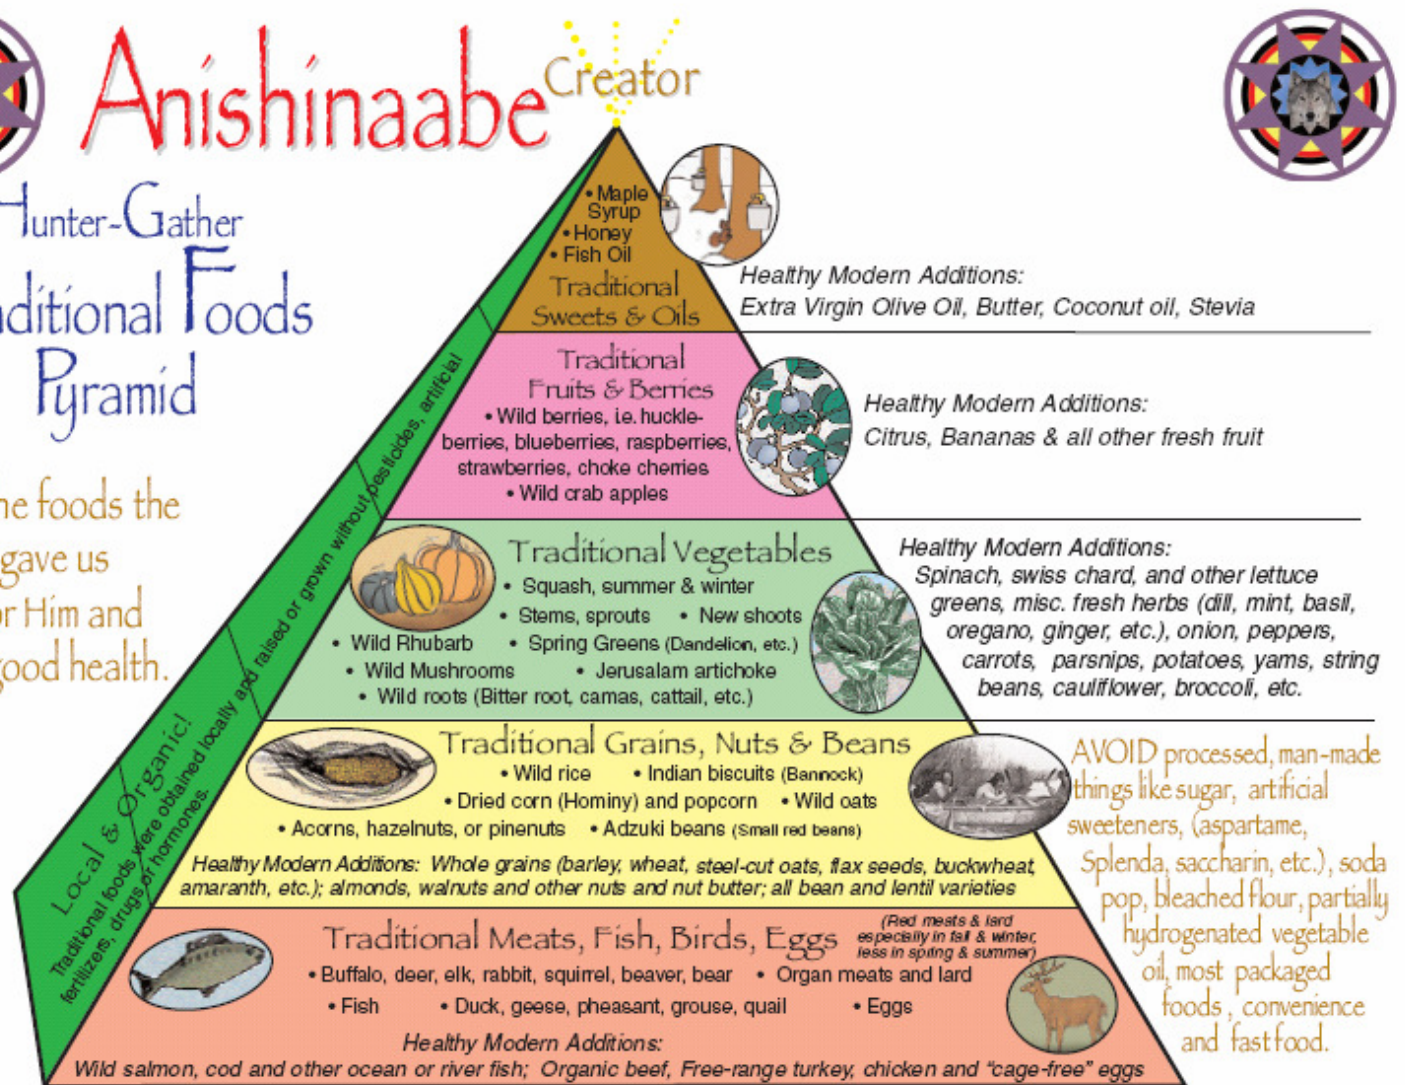 Anishinaabe
Creator
Hunter-Gather
ditional Foods
Pyramid
foods the
gave us
Him and
good health.
• Maple
Syrup
• Honey
• Fish Oil
Traditional
Sweets & Oils
Healthy Modern Additions:
Extra Virgin Olive Oil, Butter, Coconut oil, Stevia
Traditional
Fruits & Berries
• Wild berries, i.e. huckle-
berries, blueberries, raspberries,
strawberries, choke cherries
• Wild crab apples
Healthy Modern Additions:
Citrus, Bananas & all other fresh fruit
Traditional Vegetables
• Squash, summer & winter
• Stems, sprouts • New shoots
• Wild Rhubarb • Spring Greens (Dandelion, etc.)
• Wild Mushrooms • Jerusalam artichoke
• Wild roots (Bitter root, camas, cattail, etc.)
Healthy Modern Additions:
Spinach, swiss chard, and other lettuce
greens, misc. fresh herbs (dill, mint, basil,
oregano, ginger, etc.), onion, peppers,
carrots, parsnips, potatoes, yams, string
beans, cauliflower, broccoli, etc.
Traditional Grains, Nuts & Beans
• Wild rice • Indian biscuits (Bannock)
• Dried corn (Hominy) and popcorn • Wild oats
• Acorns, hazelnuts, or pinenuts • Adzuki beans (Small red beans)
Healthy Modern Additions: Whole grains (barley, wheat, steel-cut oats, flax seeds, buckwheat,
amaranth, etc.); almonds, walnuts and other nuts and nut butter; all bean and lentil varieties
Traditional Meats, Fish, Birds, Eggs
(Red meats & lard
especially in fall & winter,
less in spring & summer)
• Buffalo, deer, elk, rabbit, squirrel, beaver, bear • Organ meats and lard
• Fish • Duck, geese, pheasant, grouse, quail • Eggs
Healthy Modern Additions:
Wild salmon, cod and other ocean or river fish; Organic beef, Free-range turkey, chicken and "cage-free" eggs
Local & Organic!
Traditional foods were obtained locally and raised or grown without pesticides, artificial
fertilizers, drugs or hormones.
AVOID processed, man-made
things like sugar, artificial
sweeteners, (aspartame,
Splenda, saccharin, etc.), soda
pop, bleached flour, partially
hydrogenated vegetable
oil, most packaged
foods, convenience
and fast food.